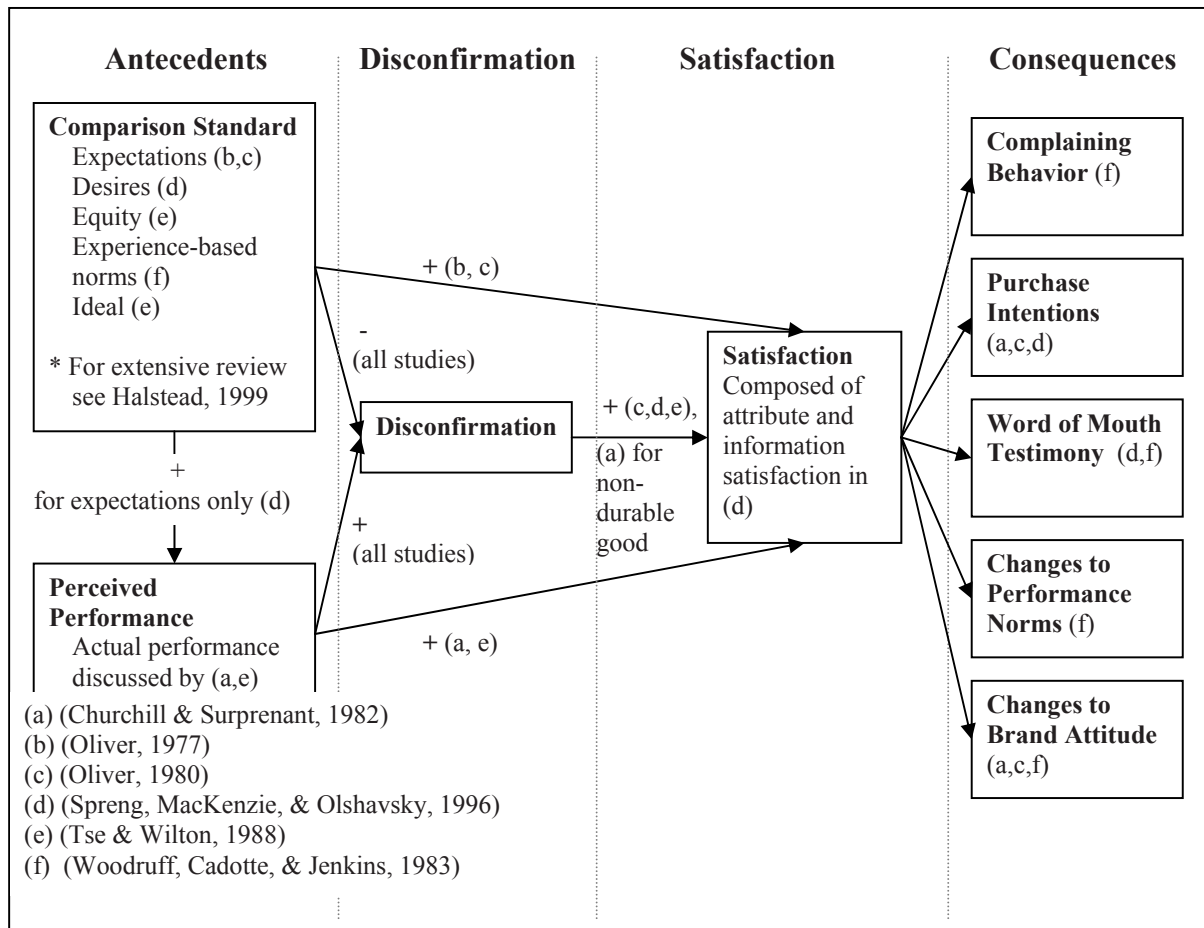 Antecedents
Disconfirmation
Satisfaction
Consequences
Comparison Standard
Expectations (b,c)
Desires (d)
Equity (e)
Experience-based
norms (f)
Ideal (e)
* For extensive review
see Halstead, 1999
+
for expectations only (d)
Perceived
Performance
Actual performance
discussed by (a,e)
+ (b, c)
-
(all studies)
Disconfirmation
+
(all studies)
+ (a, e)
+ (c,d,e),
(a) for
non-
durable
good
Satisfaction
Composed of
attribute and
information
satisfaction in
(d)
Complaining
Behavior (f)
Purchase
Intentions
(a,c,d)
Word of Mouth
Testimony (d,f)
Changes to
Performance
Norms (f)
Changes to
Brand Attitude
(a,c,f)
(a) (Churchill & Surprenant, 1982)
(b) (Oliver, 1977)
(c) (Oliver, 1980)
(d) (Spreng, MacKenzie, & Olshavsky, 1996)
(e) (Tse & Wilton, 1988)
(f) (Woodruff, Cadotte, & Jenkins, 1983)